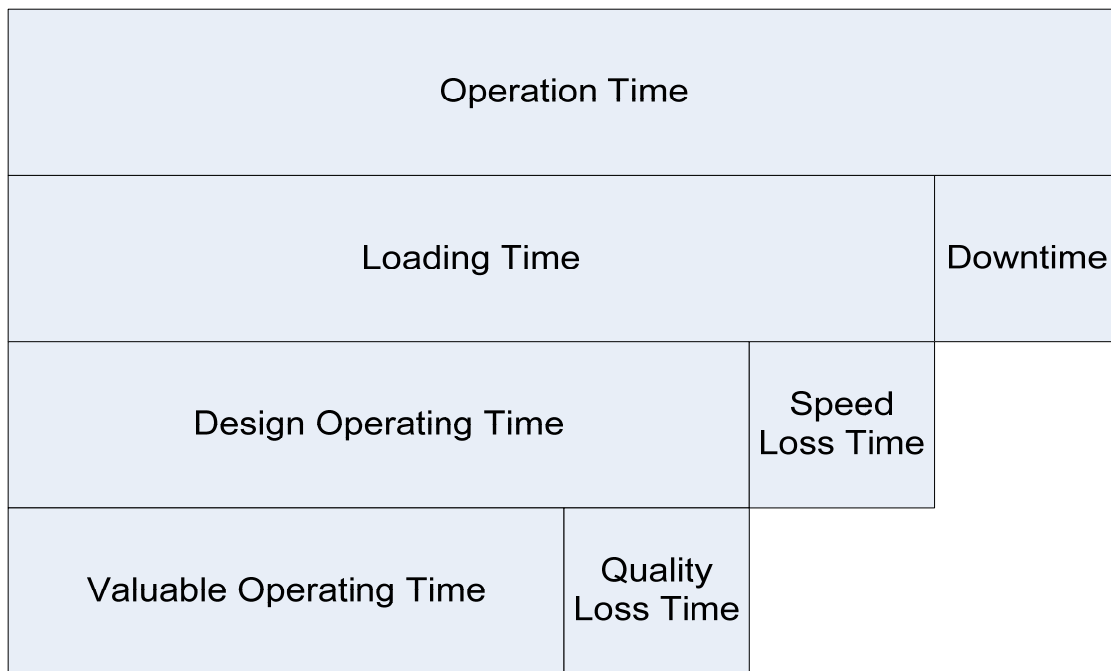 Operation Time
Loading Time
Downtime
Design Operating Time
Speed
Loss Time
Valuable Operating Time
Quality
Loss Time